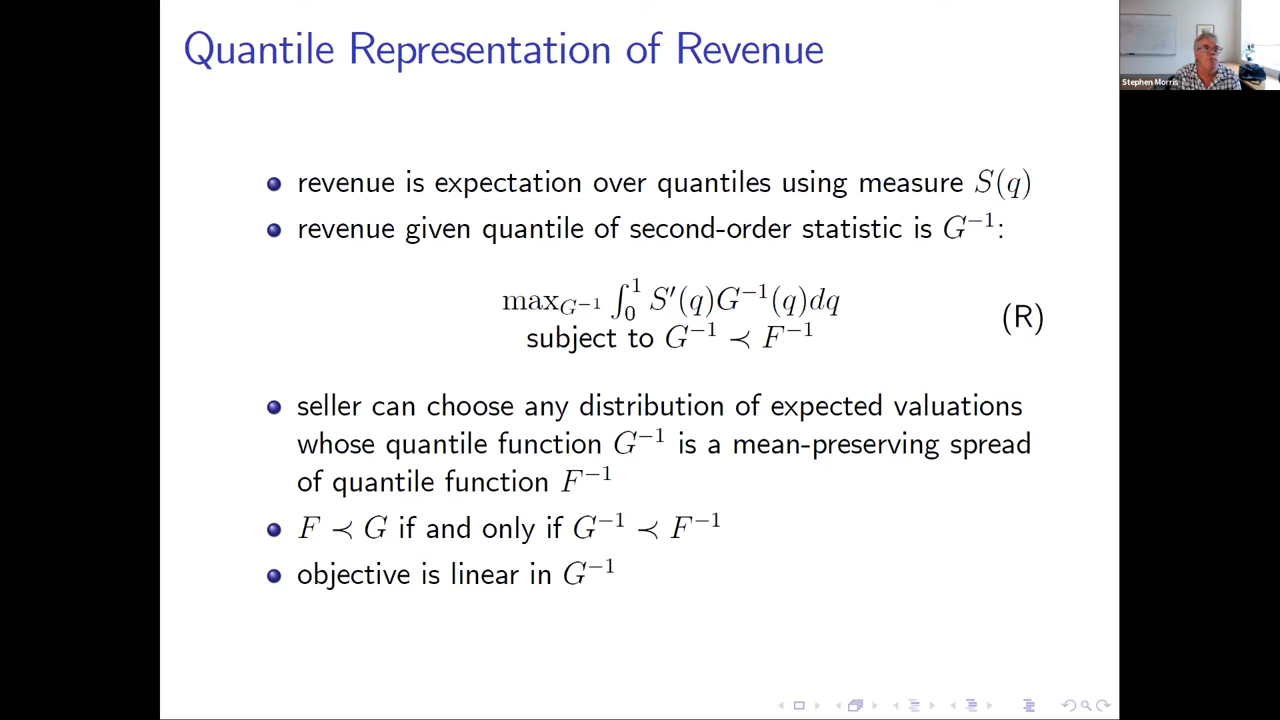 Quantile Representation of Revenue
Stephen Morris
revenue is expectation over quantiles using measure S(q)
revenue given quantile of second-order statistic is G⁻¹:
max_{G⁻¹} ∫₀¹ S′(q)G⁻¹(q)dq
subject to G⁻¹ ≺ F⁻¹
(R)
seller can choose any distribution of expected valuations
whose quantile function G⁻¹ is a mean-preserving spread
of quantile function F⁻¹
F ≺ G if and only if G⁻¹ ≺ F⁻¹
objective is linear in G⁻¹